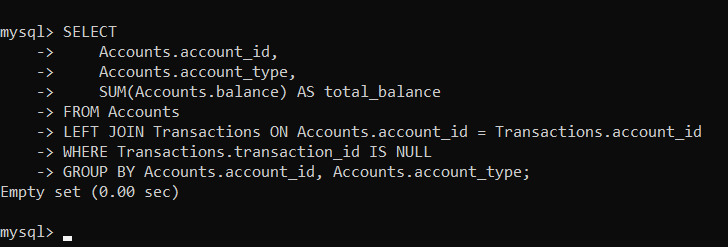 mysql> SELECT
    ->     Accounts.account_id,
    ->     Accounts.account_type,
    ->     SUM(Accounts.balance) AS total_balance
    -> FROM Accounts
    -> LEFT JOIN Transactions ON Accounts.account_id = Transactions.account_id
    -> WHERE Transactions.transaction_id IS NULL
    -> GROUP BY Accounts.account_id, Accounts.account_type;
Empty set (0.00 sec)
mysql>